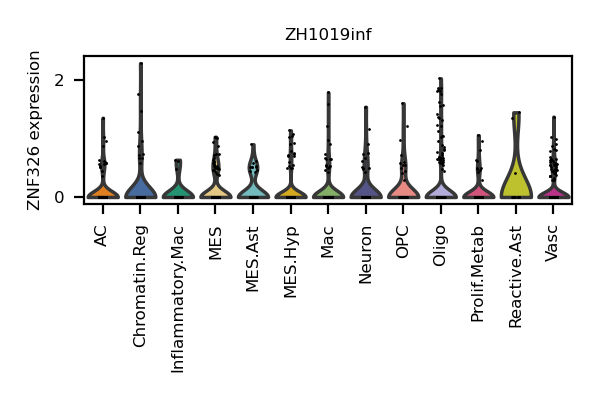 ZH1019inf
ZNF326 expression
2
0
AC
Chromatin.Reg
Inflammatory.Mac
MES
MES.Ast
MES.Hyp
Mac
Neuron
OPC
Oligo
Prolif.Metab
Reactive.Ast
Vasc